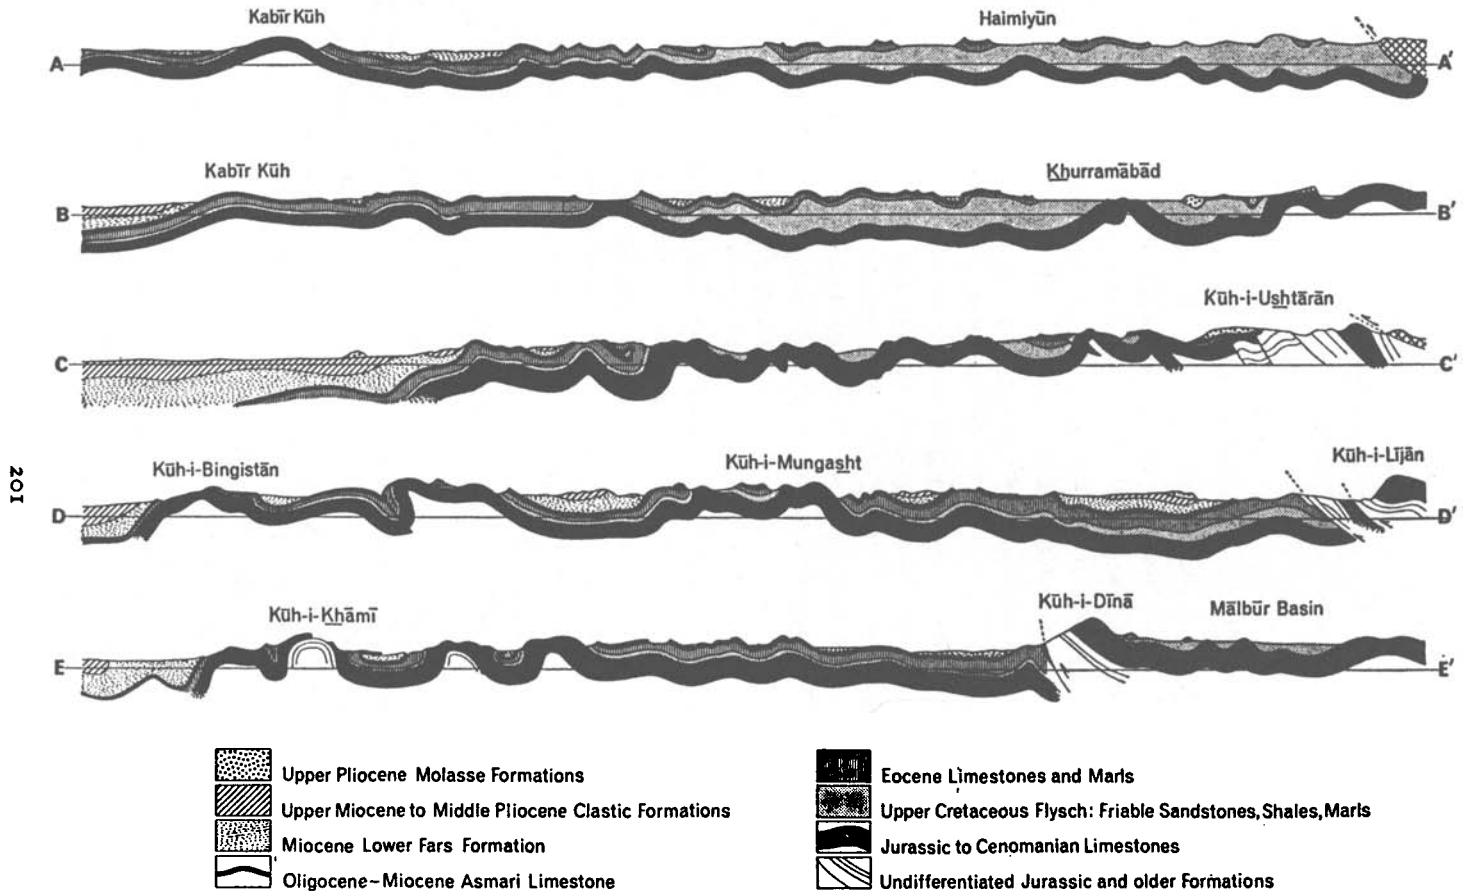 Kabīr Kūh Haimiyūn
A A'
Kabīr Kūh Khurramābād
B B'
Kūh-i-Ushtārān
C C'
Kūh-i-Bingistān Kūh-i-Mungasht Kūh-i-Lījān
D D'
201
Kūh-i-Khāmī Kūh-i-Dīnā Mālbūr Basin
E E'
Upper Pliocene Molasse Formations
Upper Miocene to Middle Pliocene Clastic Formations
Miocene Lower Fars Formation
Oligocene-Miocene Asmari Limestone
Eocene Limestones and Marls
Upper Cretaceous Flysch: Friable Sandstones, Shales, Marls
Jurassic to Cenomanian Limestones
Undifferentiated Jurassic and older Formations